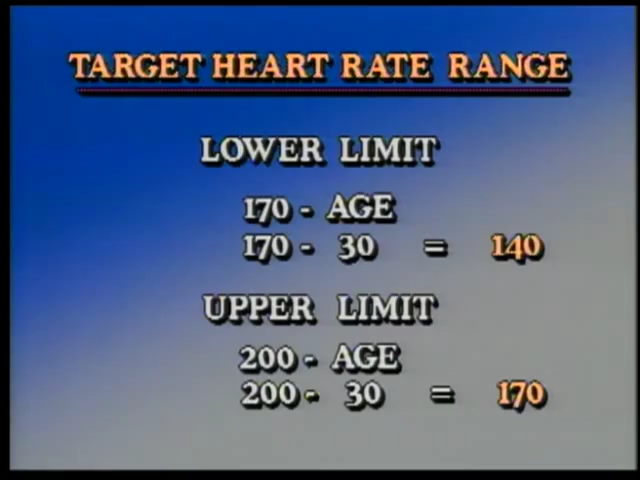 TARGET HEART RATE RANGE
LOWER LIMIT
170 - AGE
170 - 30 = 140
UPPER LIMIT
200 - AGE
200 - 30 = 170